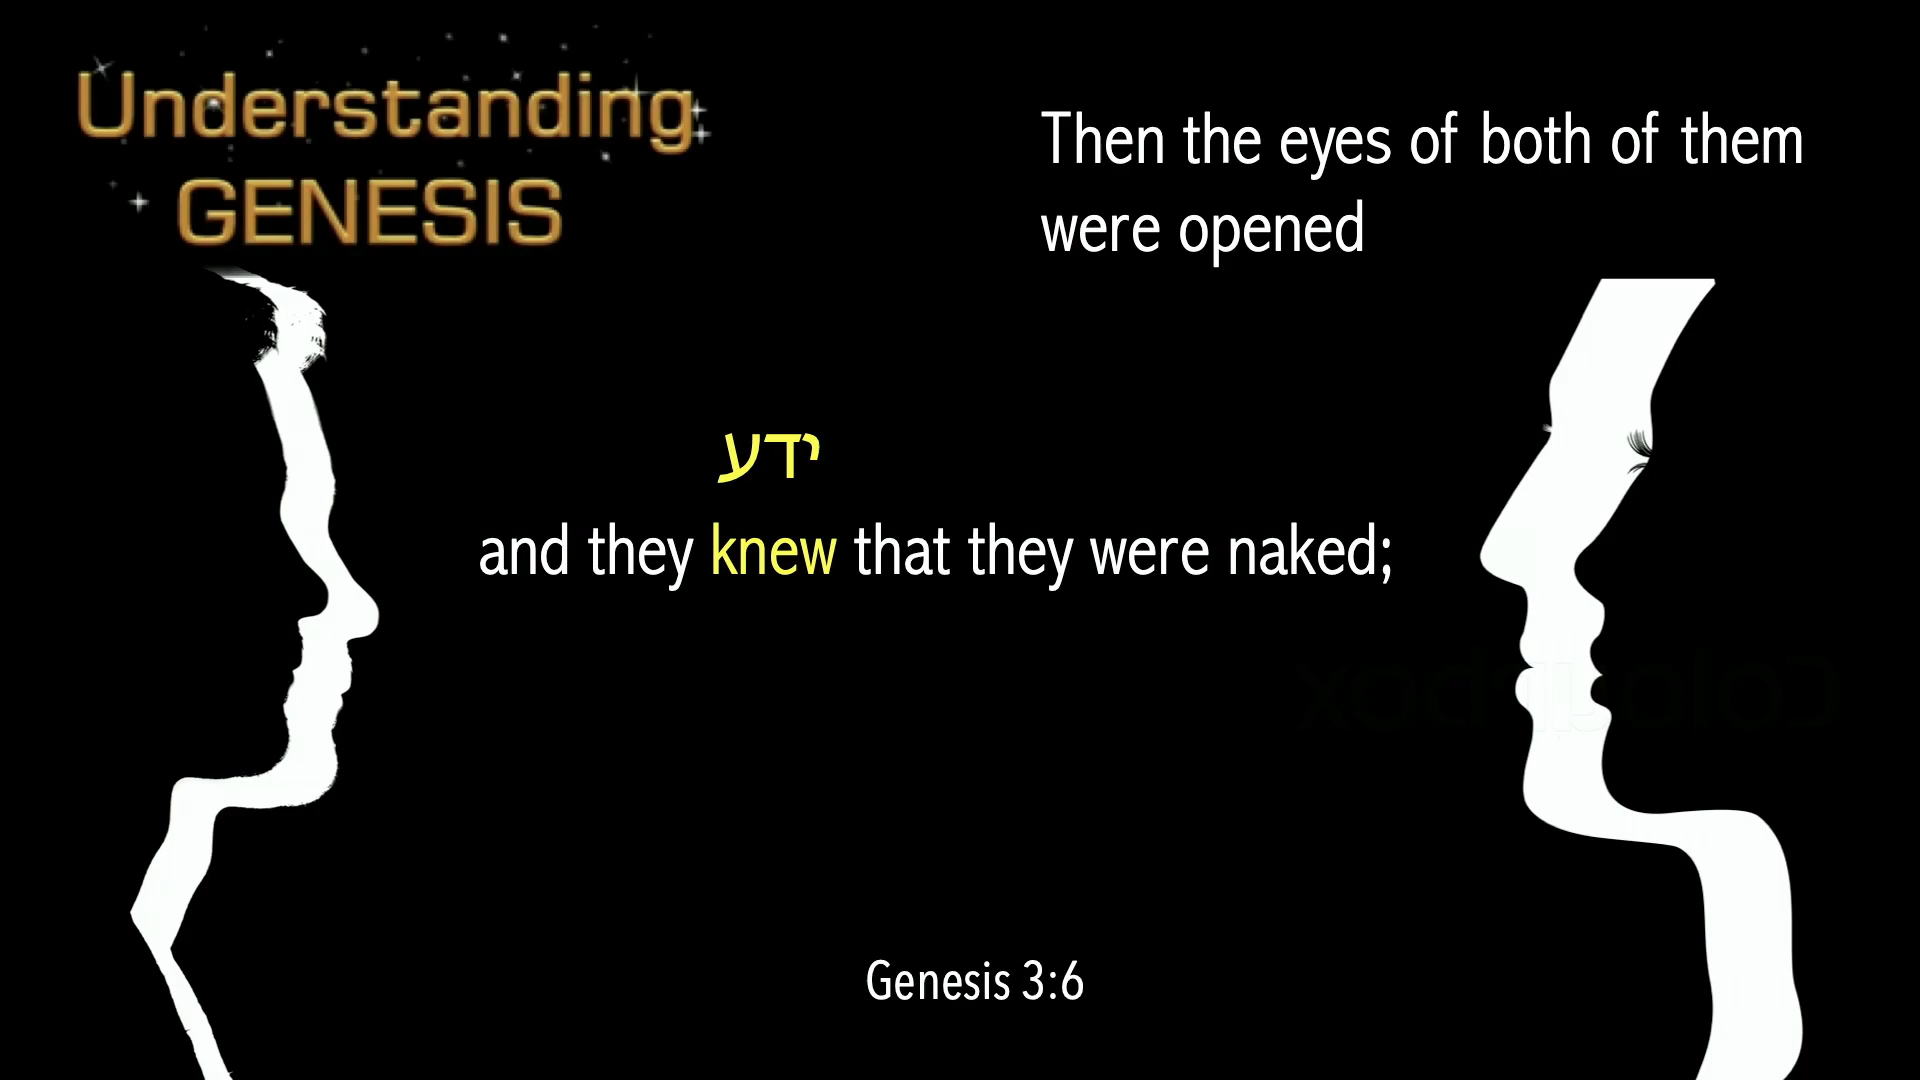 Understanding
GENESIS
Then the eyes of both of them
were opened
ידע
and they knew that they were naked;
Genesis 3:6